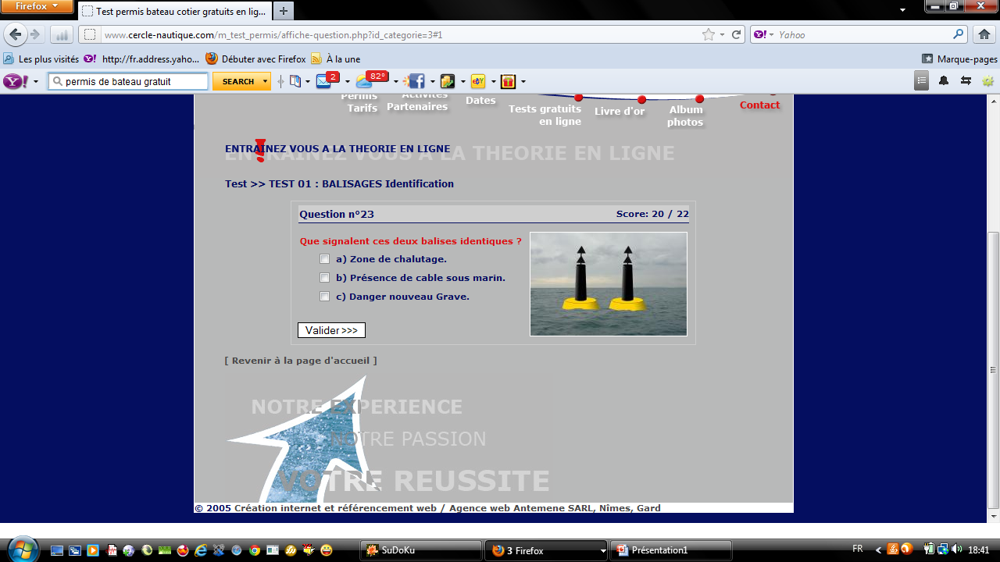 Firefox
Test permis bateau cotier gratuits en lig...
www.cercle-nautique.com/m_test_permis/affiche-question.php?id_categorie=3#1
Yahoo
Les plus visités
http://fr.address.yaho...
Débuter avec Firefox
À la une
Marque-pages
Y!
permis de bateau gratuit
SEARCH
2
82°
ebY
Permis
Tarifs
Activités
Partenaires
Dates
Tests gratuits
en ligne
Livre d'or
Album
photos
Contact
ENTRAINEZ VOUS A LA THEORIE EN LIGNE
ENTRAINEZ VOUS A LA THEORIE EN LIGNE
Test >> TEST 01 : BALISAGES Identification
Question n°23
Score: 20 / 22
Que signalent ces deux balises identiques ?
a) Zone de chalutage.
b) Présence de cable sous marin.
c) Danger nouveau Grave.
Valider >>>
[ Revenir à la page d'accueil ]
NOTRE EXPERIENCE
NOTRE PASSION
VOTRE REUSSITE
© 2005 Création internet et référencement web / Agence web Antemene SARL, Nîmes, Gard
SuDoKu
3 Firefox
Présentation1
FR
18:41